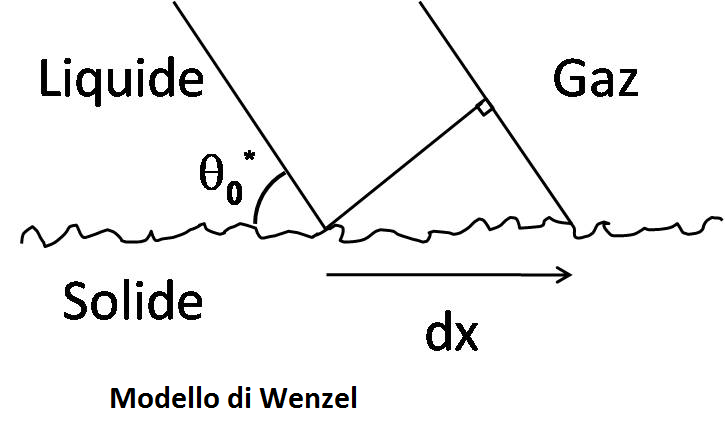 Liquide
Gaz
θ₀*
Solide
dx
Modello di Wenzel